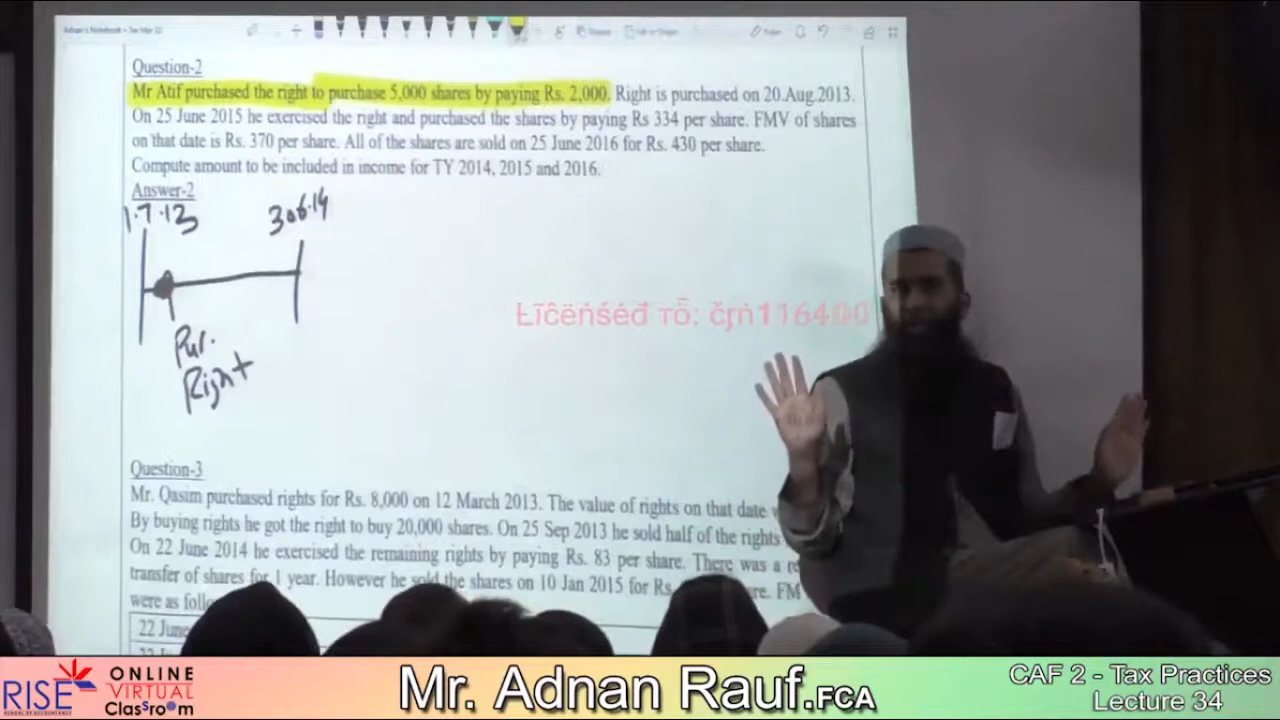 Adnan's Notebook - Tax Mar 22
Question-2
Mr Atif purchased the right to purchase 5,000 shares by paying Rs. 2,000. Right is purchased on 20.Aug.2013.
On 25 June 2015 he exercised the right and purchased the shares by paying Rs 334 per share. FMV of shares
on that date is Rs. 370 per share. All of the shares are sold on 25 June 2016 for Rs. 430 per share.
Compute amount to be included in income for TY 2014, 2015 and 2016.
Answer-2
1.7.13 30.6.14
Pur.
Right
Łĩĉëṅśéđ тȫ: čɼṅ116400
Question-3
Mr. Qasim purchased rights for Rs. 8,000 on 12 March 2013. The value of rights on that date
By buying rights he got the right to buy 20,000 shares. On 25 Sep 2013 he sold half of the rights
On 22 June 2014 he exercised the remaining rights by paying Rs. 83 per share. There was a
transfer of shares for 1 year. However he sold the shares on 10 Jan 2015 for Rs. FM
were as
22 June
RISE
ONLINE
VIRTUAL
Classroom
Mr. Adnan Rauf.FCA
CAF 2 - Tax Practices
Lecture 34